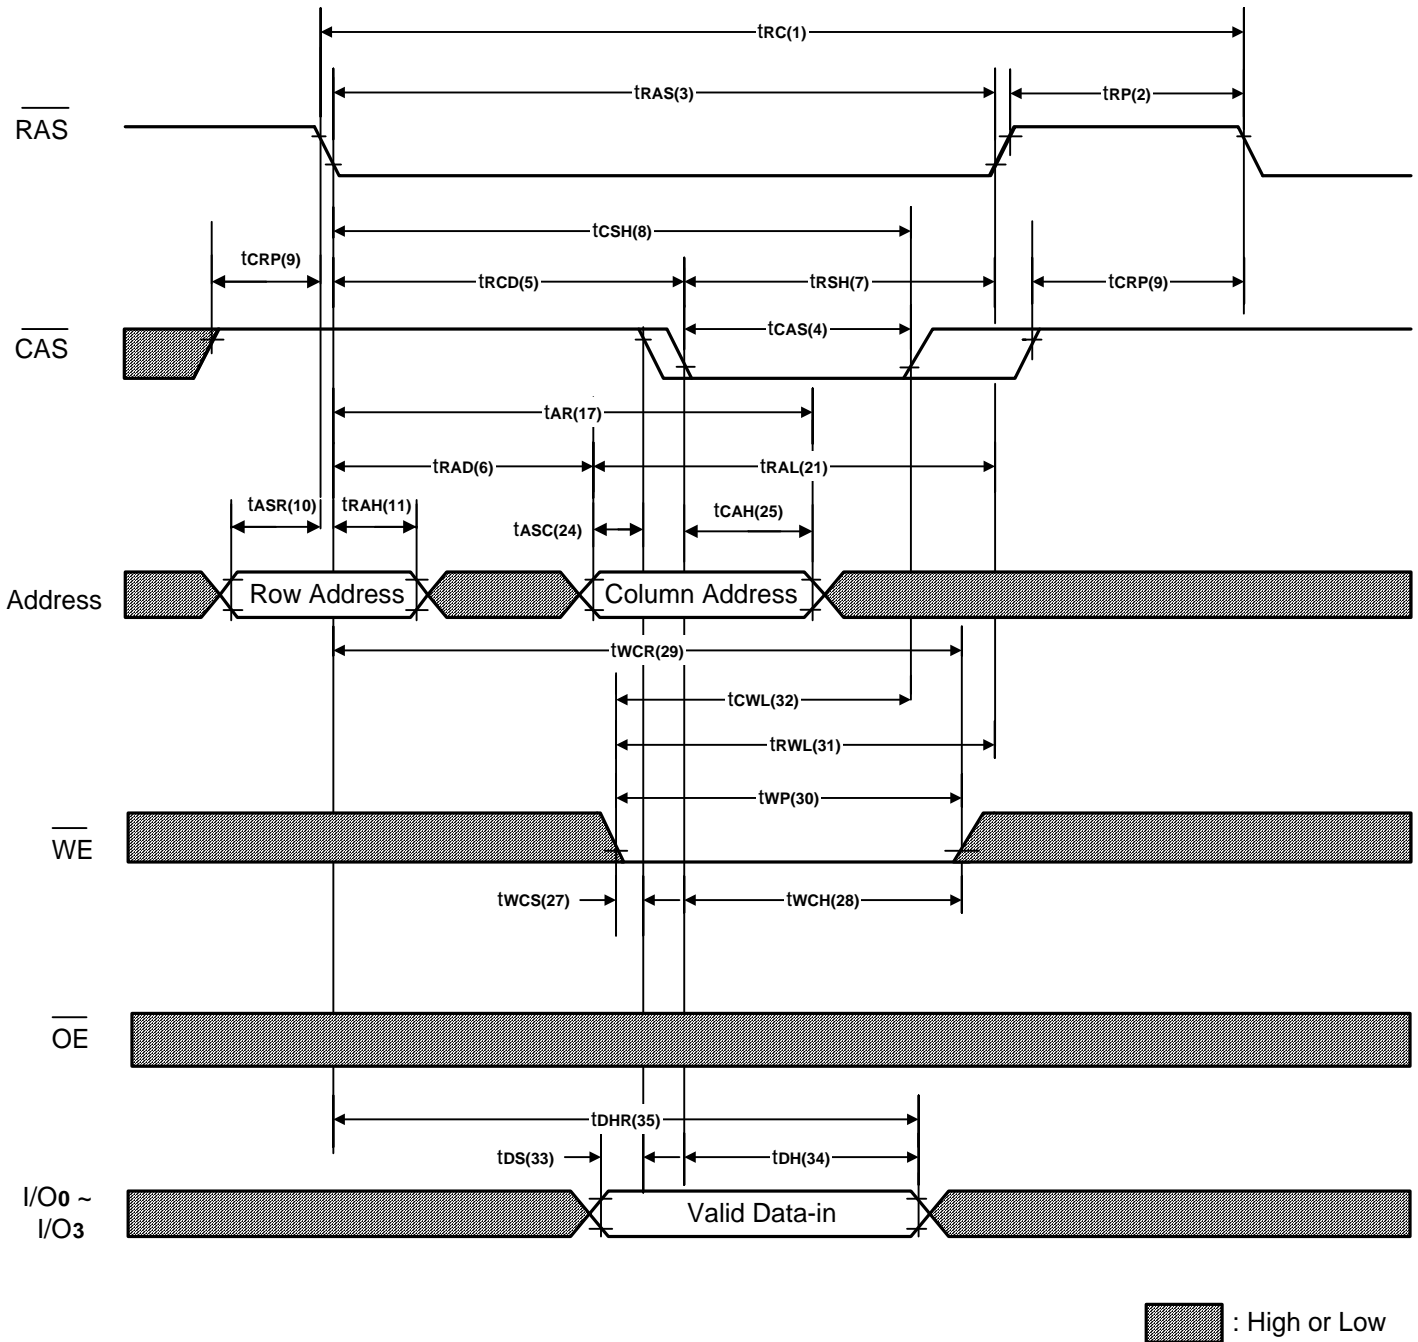 tRC(1)
tRAS(3)
tRP(2)
RAS
tCSH(8)
tCRP(9)
tRCD(5)
tRSH(7)
tCRP(9)
tCAS(4)
CAS
tAR(17)
tRAD(6)
tRAL(21)
tASR(10)
tRAH(11)
tASC(24)
tCAH(25)
Address
Row Address
Column Address
tWCR(29)
tCWL(32)
tRWL(31)
tWP(30)
WE
tWCS(27)
tWCH(28)
OE
tDHR(35)
tDS(33)
tDH(34)
I/O0 ~
I/O3
Valid Data-in
: High or Low